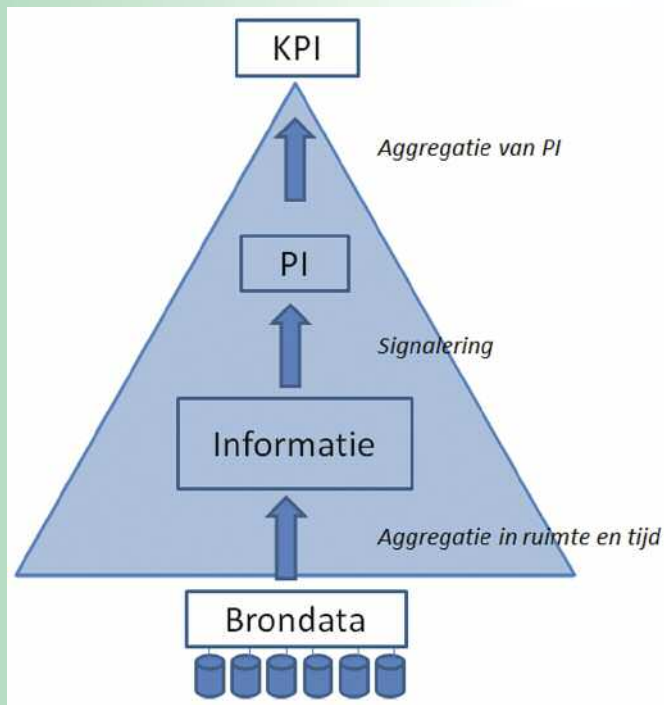 KPI
Aggregatie van PI
PI
Signalering
Informatie
Aggregatie in ruimte en tijd
Brondata